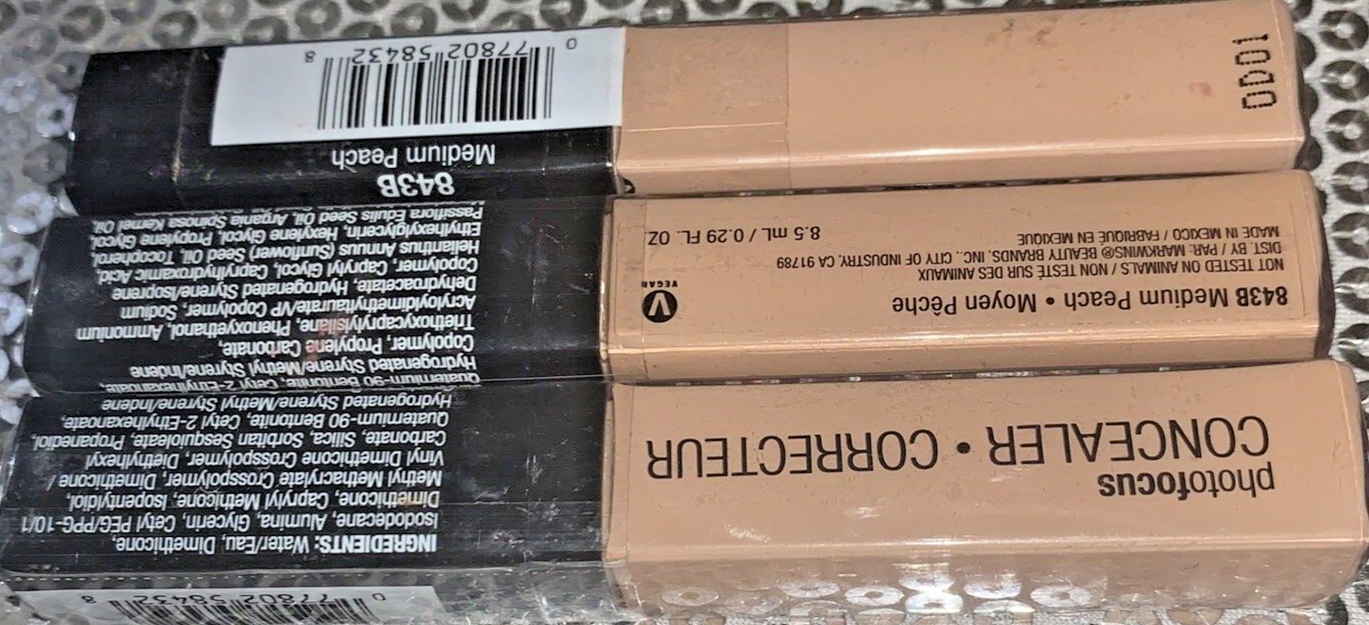 photofocus
CONCEALER • CORRECTEUR
INGREDIENTS: Water/Eau, Dimethicone,
Isododecane, Alumina, Glycerin, Cetyl PEG/PPG-10/1
Dimethicone, Caprylyl Methicone, Isopentyldiol,
Methyl Methacrylate Crosspolymer, Dimethicone /
Vinyl Dimethicone Crosspolymer, Diethylhexyl
Carbonate, Silica, Sorbitan Sesquioleate, Propanediol,
Quaternium-90 Bentonite, Cetyl 2-Ethylhexanoate,
Hydrogenated Styrene/Methyl Styrene/Indene
0 77802 58432 8
843B Medium Peach • Moyen Pêche
NOT TESTED ON ANIMALS / NON TESTÉ SUR DES ANIMAUX
DIST. BY / PAR: MARKWINS® BEAUTY BRANDS, INC., CITY OF INDUSTRY, CA 91789
MADE IN MEXICO / FABRIQUÉ EN MEXIQUE
8.5 mL / 0.29 FL. OZ.
V
VEGAN
Quaternium-90 Bentonite, Cetyl 2-Ethylhexanoate,
Hydrogenated Styrene/Methyl Styrene/Indene
Copolymer, Propylene Carbonate,
Triethoxycaprylylsilane, Phenoxyethanol, Ammonium
Acryloyldimethyltaurate/VP Copolymer, Sodium
Dehydroacetate, Hydrogenated Styrene/Isoprene
Copolymer, Caprylyl Glycol, Caprylhydroxamic Acid,
Helianthus Annuus (Sunflower) Seed Oil, Tocopherol,
Ethylhexylglycerin, Hexylene Glycol, Propylene Glycol,
Passiflora Edulis Seed Oil, Argania Spinosa Kernel Oil,
843B
Medium Peach
0 77802 58432 8
0D01